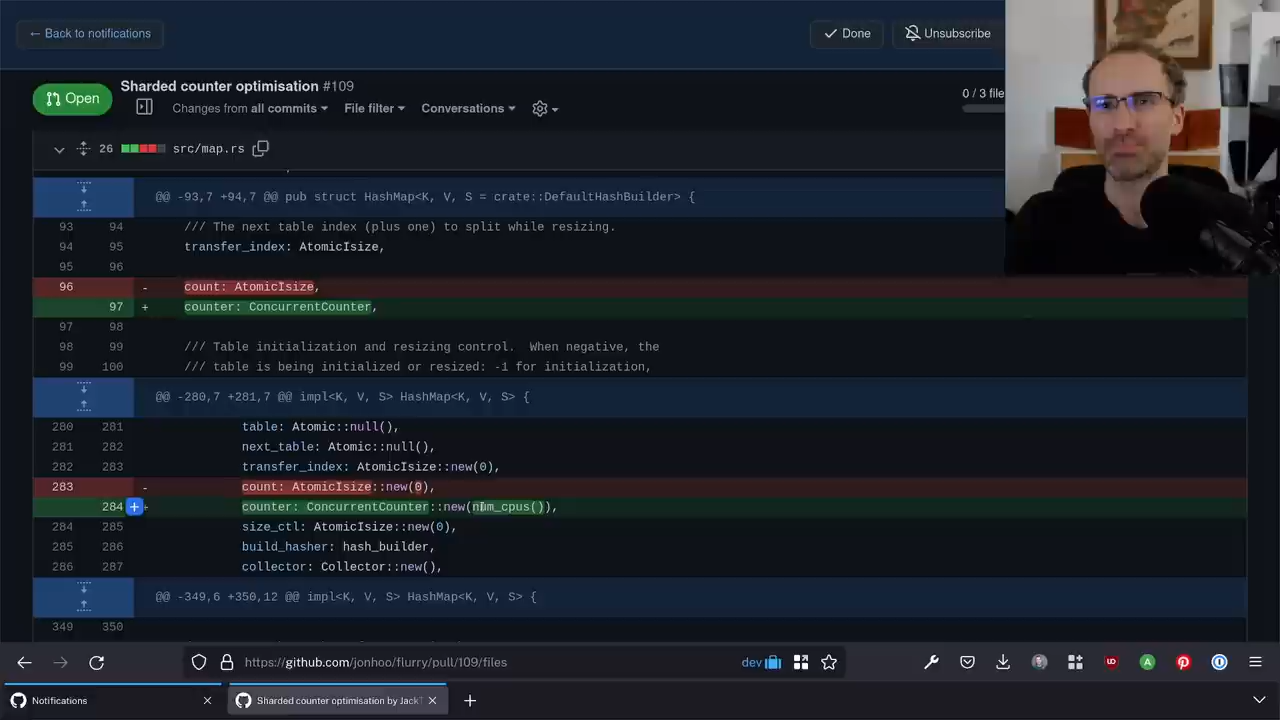 ← Back to notifications
Done
Unsubscribe
Open
Sharded counter optimisation #109
Changes from all commits
File filter
Conversations
0 / 3 file
26
src/map.rs
@@ -93,7 +94,7 @@ pub struct HashMap<K, V, S = crate::DefaultHashBuilder> {
93 94 /// The next table index (plus one) to split while resizing.
94 95 transfer_index: AtomicIsize,
95 96
96 - count: AtomicIsize,
97 + counter: ConcurrentCounter,
97 98
98 99 /// Table initialization and resizing control. When negative, the
99 100 /// table is being initialized or resized: -1 for initialization,
@@ -280,7 +281,7 @@ impl<K, V, S> HashMap<K, V, S> {
280 281 table: Atomic::null(),
281 282 next_table: Atomic::null(),
282 283 transfer_index: AtomicIsize::new(0),
283 - count: AtomicIsize::new(0),
284 + counter: ConcurrentCounter::new(num_cpus()),
284 285 size_ctl: AtomicIsize::new(0),
285 286 build_hasher: hash_builder,
286 287 collector: Collector::new(),
@@ -349,6 +350,12 @@ impl<K, V, S> HashMap<K, V, S> {
349 350
https://github.com/jonhoo/flurry/pull/109/files
dev
Notifications
Sharded counter optimisation by JackT